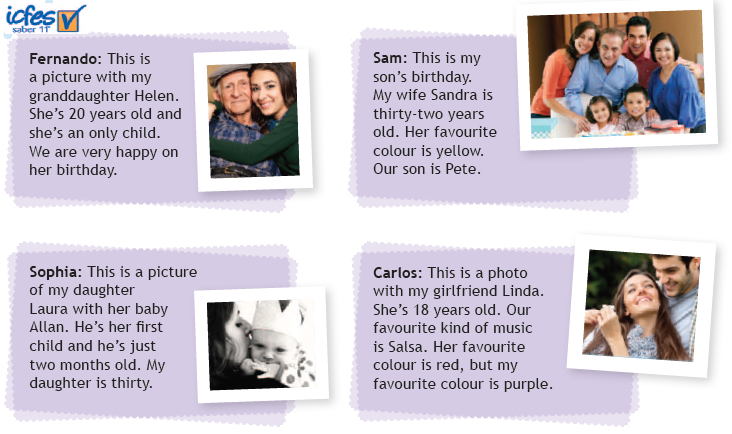 icfes
saber 11°
Fernando: This is
a picture with my
granddaughter Helen.
She's 20 years old and
she's an only child.
We are very happy on
her birthday.
Sam: This is my
son's birthday.
My wife Sandra is
thirty-two years
old. Her favourite
colour is yellow.
Our son is Pete.
Sophia: This is a picture
of my daughter
Laura with her baby
Allan. He's her first
child and he's just
two months old. My
daughter is thirty.
Carlos: This is a photo
with my girlfriend Linda.
She's 18 years old. Our
favourite kind of music
is Salsa. Her favourite
colour is red, but my
favourite colour is purple.